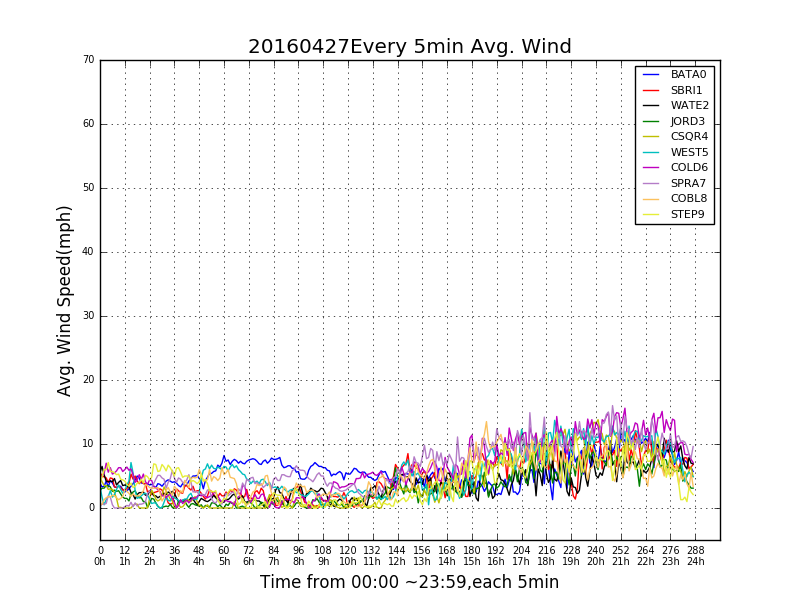 20160427Every 5min Avg. Wind
70
60
50
40
30
20
10
0
Avg. Wind Speed(mph)
BATA0
SBRI1
WATE2
JORD3
CSQR4
WEST5
COLD6
SPRA7
COBL8
STEP9
0 12 24 36 48 60 72 84 96 108 120 132 144 156 168 180 192 204 216 228 240 252 264 276 288
0h 1h 2h 3h 4h 5h 6h 7h 8h 9h 10h 11h 12h 13h 14h 15h 16h 17h 18h 19h 20h 21h 22h 23h 24h
Time from 00:00 ~23:59,each 5min